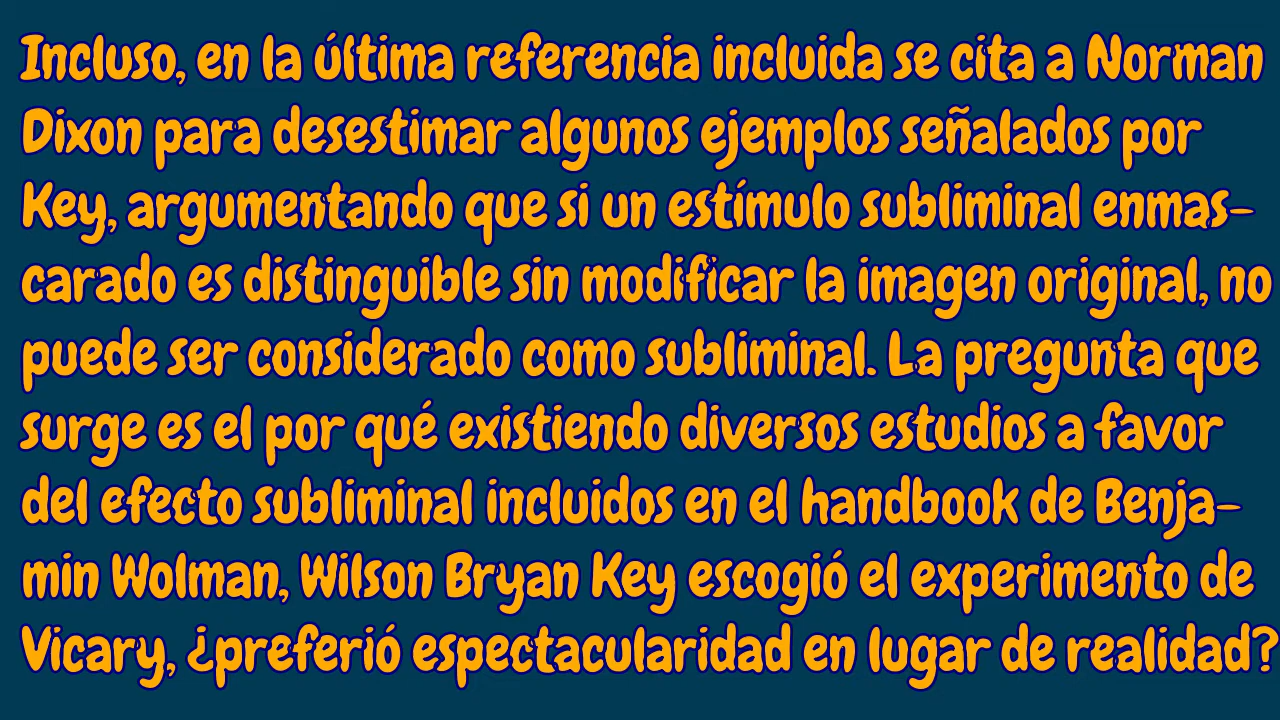 Incluso, en la última referencia incluida se cita a Norman
Dixon para desestimar algunos ejemplos señalados por
Key, argumentando que si un estímulo subliminal enmas-
carado es distinguible sin modificar la imagen original, no
puede ser considerado como subliminal. La pregunta que
surge es el por qué existiendo diversos estudios a favor
del efecto subliminal incluidos en el handbook de Benja-
min Wolman, Wilson Bryan Key escogió el experimento de
Vicary, ¿preferió espectacularidad en lugar de realidad?